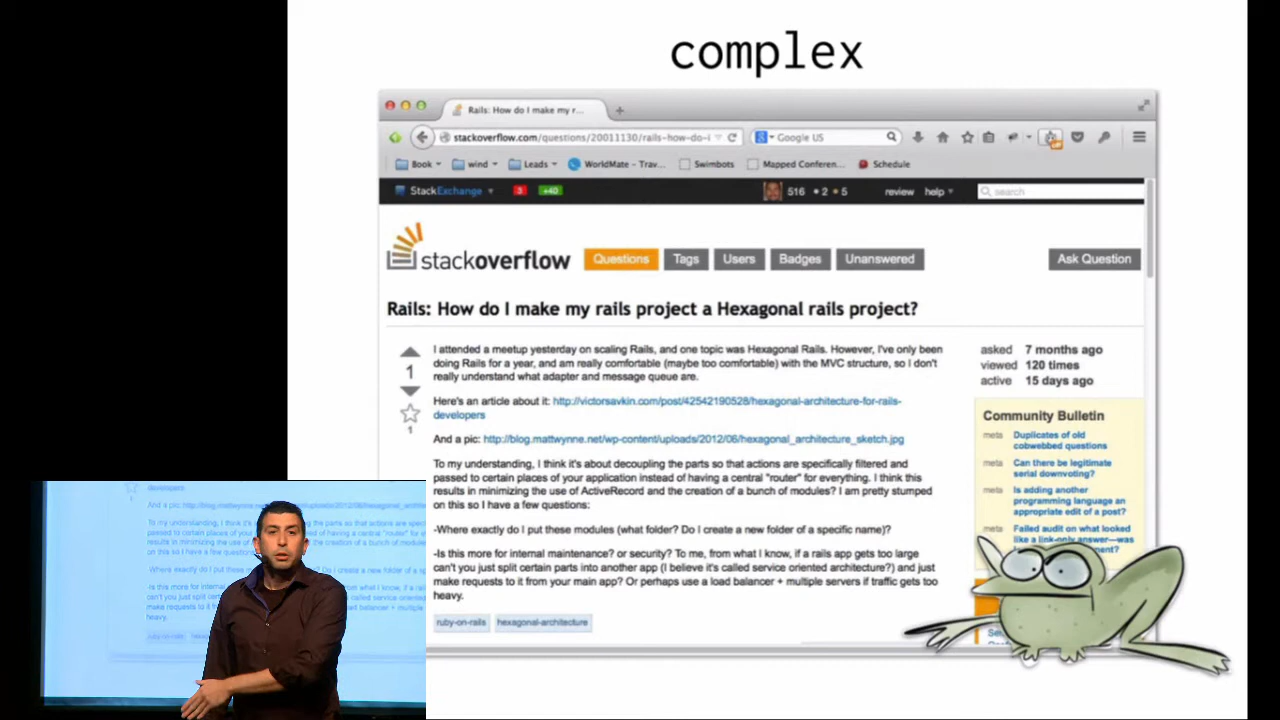 complex
Rails: How do I make my r...
stackoverflow.com/questions/20011130/rails-how-do-i
Google US
Book
wind
Leads
WorldMate – Trav...
Swimbots
Mapped Conferen...
Schedule
StackExchange
3
+40
516 • 2 • 5
review
help
search
stackoverflow
Questions
Tags
Users
Badges
Unanswered
Ask Question
Rails: How do I make my rails project a Hexagonal rails project?
1
1
I attended a meetup yesterday on scaling Rails, and one topic was Hexagonal Rails. However, I've only been
doing Rails for a year, and am really comfortable (maybe too comfortable) with the MVC structure, so I don't
really understand what adapter and message queue are.
Here's an article about it: http://victorsavkin.com/post/42542190528/hexagonal-architecture-for-rails-
developers
And a pic: http://blog.mattwynne.net/wp-content/uploads/2012/06/hexagonal_architecture_sketch.jpg
To my understanding, I think it's about decoupling the parts so that actions are specifically filtered and
passed to certain places of your application instead of having a central "router" for everything. I think this
results in minimizing the use of ActiveRecord and the creation of a bunch of modules? I am pretty stumped
on this so I have a few questions:
-Where exactly do I put these modules (what folder? Do I create a new folder of a specific name)?
-Is this more for internal maintenance? or security? To me, from what I know, if a rails app gets too large
can't you just split certain parts into another app (I believe it's called service oriented architecture?) and just
make requests to it from your main app? Or perhaps use a load balancer + multiple servers if traffic gets too
heavy.
ruby-on-rails
hexagonal-architecture
asked 7 months ago
viewed 120 times
active 15 days ago
Community Bulletin
meta Duplicates of old
cobwebbed questions
meta Can there be legitimate
serial downvoting?
meta Is adding another
programming language an
appropriate edit of a post?
meta Failed audit on what looked
like a link-only answer—was